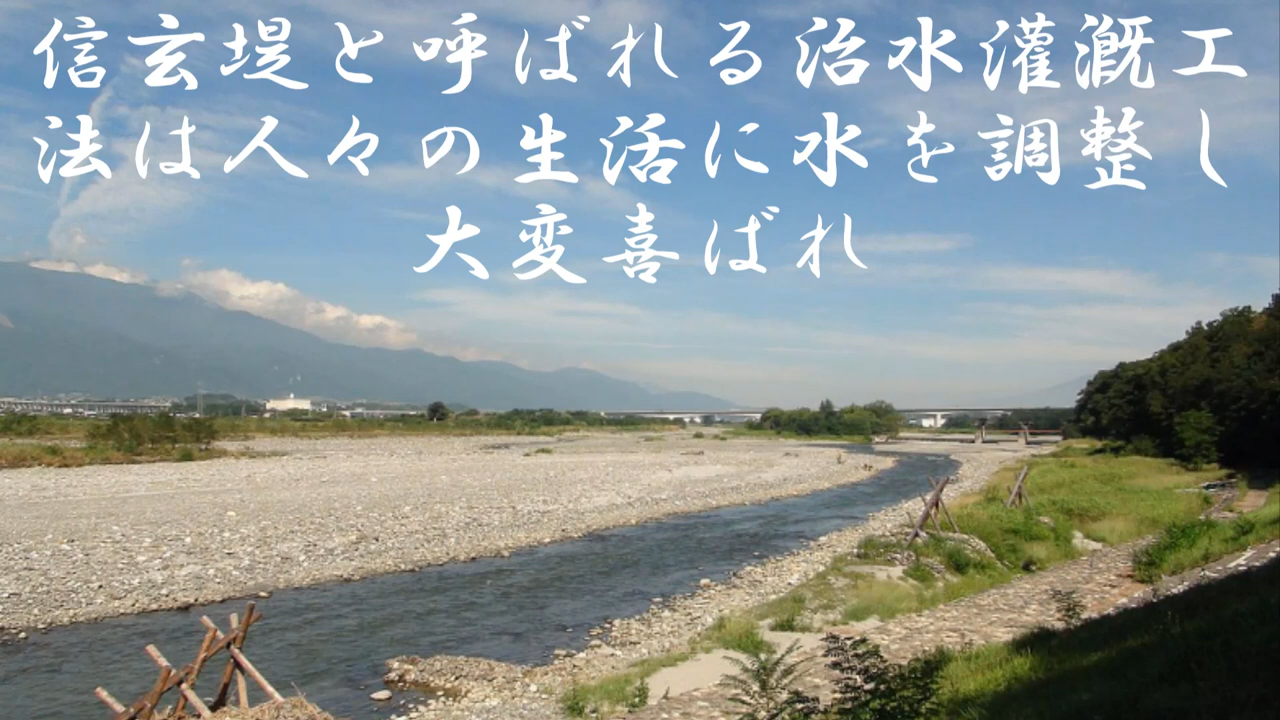 信玄堤と呼ばれる治水灌漑工
法は人々の生活に水を調整し
大変喜ばれ